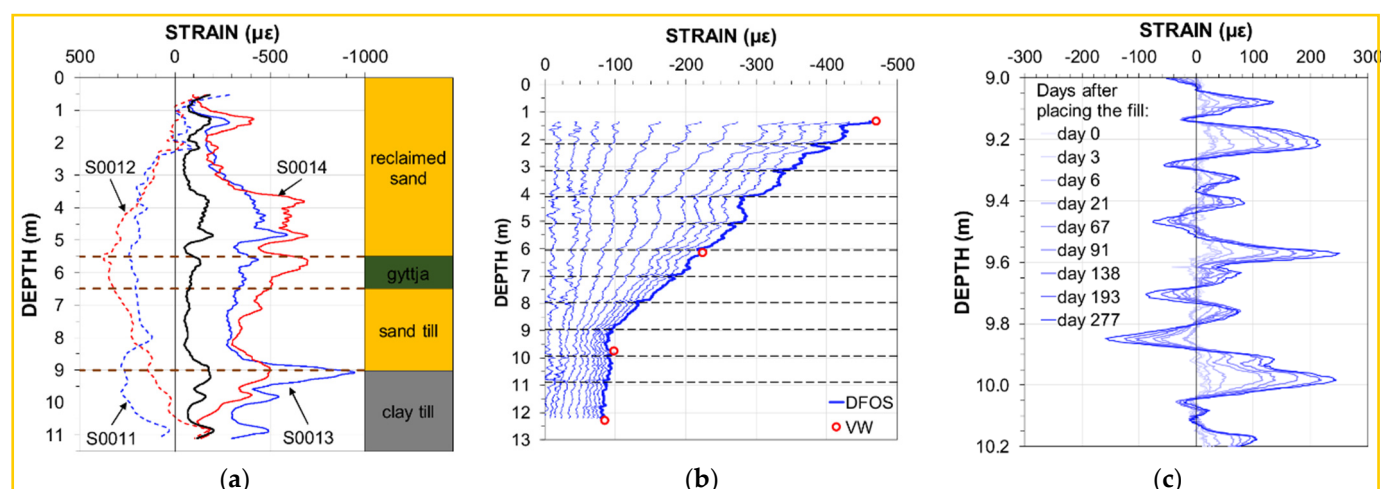 STRAIN (με)
500 0 -500 -1000
DEPTH (m)
0
1
2
3
4
5
6
7
8
9
10
11
S0012
S0014
S0011
S0013
reclaimed
sand
gyttja
sand till
clay till
(a)
STRAIN (με)
0 -100 -200 -300 -400 -500
DEPTH (m)
0
1
2
3
4
5
6
7
8
9
10
11
12
13
DFOS
VW
(b)
STRAIN (με)
-300 -200 -100 0 100 200 300
DEPTH (m)
9.0
9.2
9.4
9.6
9.8
10.0
10.2
Days after
placing the fill:
day 0
day 3
day 6
day 21
day 67
day 91
day 138
day 193
day 277
(c)